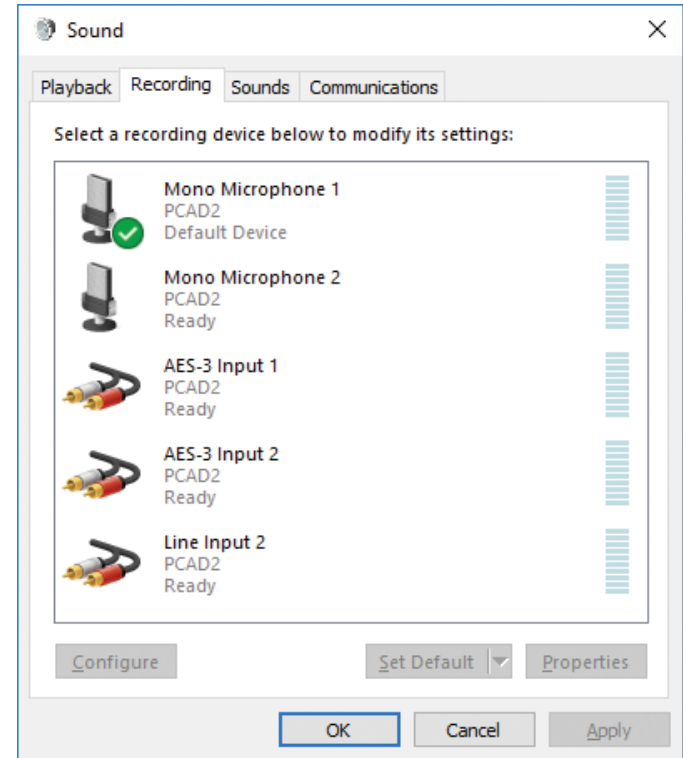 Sound
Playback Recording Sounds Communications
Select a recording device below to modify its settings:
Mono Microphone 1
PCAD2
Default Device
Mono Microphone 2
PCAD2
Ready
AES-3 Input 1
PCAD2
Ready
AES-3 Input 2
PCAD2
Ready
Line Input 2
PCAD2
Ready
Configure Set Default Properties
OK Cancel Apply